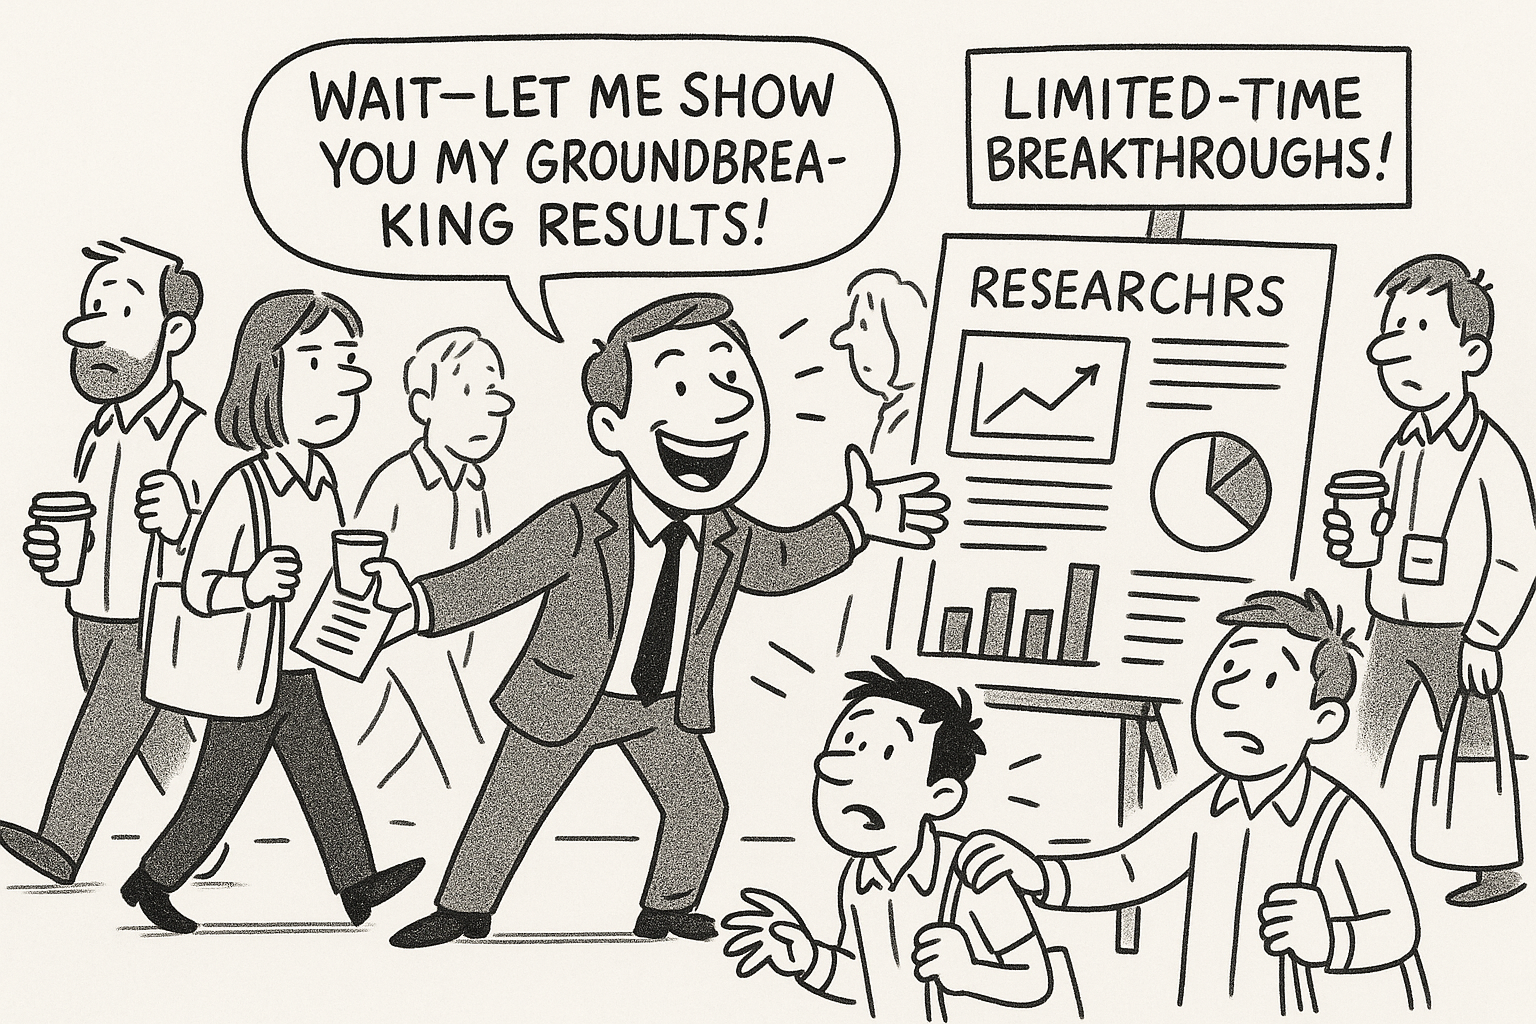 WAIT—LET ME SHOW
YOU MY GROUNDBREA-
KING RESULTS!
LIMITED-TIME
BREAKTHROUGHS!
RESEARCHRS